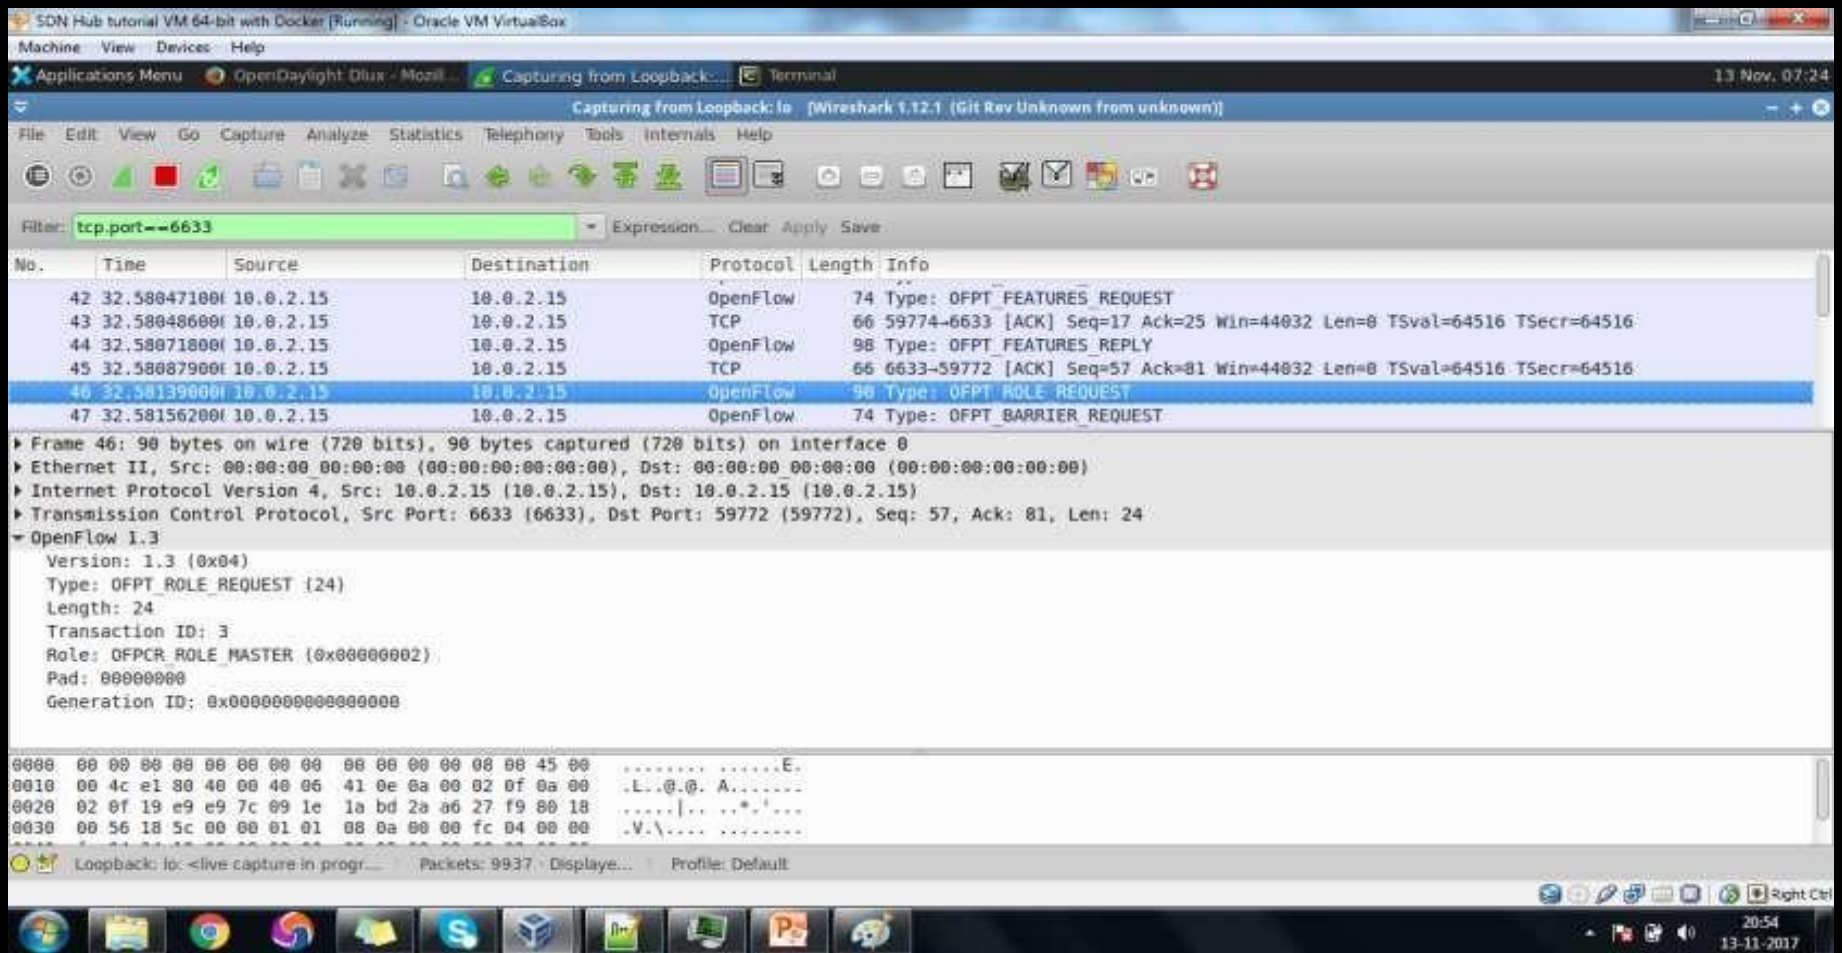 SDN Hub tutorial VM 64-bit with Docker [Running] - Oracle VM VirtualBox
Machine View Devices Help
Applications Menu OpenDaylight Dlux - Mozill... Capturing from Loopback:... Terminal 13 Nov, 07:24
Capturing from Loopback: lo [Wireshark 1.12.1 (Git Rev Unknown from unknown)]
File Edit View Go Capture Analyze Statistics Telephony Tools Internals Help
Filter: tcp.port==6633 Expression... Clear Apply Save
No. Time Source Destination Protocol Length Info
42 32.580471000 10.0.2.15 10.0.2.15 OpenFlow 74 Type: OFPT_FEATURES_REQUEST
43 32.580486000 10.0.2.15 10.0.2.15 TCP 66 59774→6633 [ACK] Seq=17 Ack=25 Win=44032 Len=0 TSval=64516 TSecr=64516
44 32.580718000 10.0.2.15 10.0.2.15 OpenFlow 98 Type: OFPT_FEATURES_REPLY
45 32.580879000 10.0.2.15 10.0.2.15 TCP 66 6633→59772 [ACK] Seq=57 Ack=81 Win=44032 Len=0 TSval=64516 TSecr=64516
46 32.581390000 10.0.2.15 10.0.2.15 OpenFlow 90 Type: OFPT_ROLE_REQUEST
47 32.581562000 10.0.2.15 10.0.2.15 OpenFlow 74 Type: OFPT_BARRIER_REQUEST
Frame 46: 90 bytes on wire (720 bits), 90 bytes captured (720 bits) on interface 0
Ethernet II, Src: 00:00:00_00:00:00 (00:00:00:00:00:00), Dst: 00:00:00_00:00:00 (00:00:00:00:00:00)
Internet Protocol Version 4, Src: 10.0.2.15 (10.0.2.15), Dst: 10.0.2.15 (10.0.2.15)
Transmission Control Protocol, Src Port: 6633 (6633), Dst Port: 59772 (59772), Seq: 57, Ack: 81, Len: 24
OpenFlow 1.3
Version: 1.3 (0x04)
Type: OFPT_ROLE_REQUEST (24)
Length: 24
Transaction ID: 3
Role: OFPCR_ROLE_MASTER (0x00000002)
Pad: 00000000
Generation ID: 0x0000000000000000
0000 00 00 00 00 00 00 00 00 00 00 00 00 08 00 45 00 ........ ......E.
0010 00 4c e1 80 40 00 40 06 41 0e 0a 00 02 0f 0a 00 .L..@.@. A.......
0020 02 0f 19 e9 e9 7c 09 1e 1a bd 2a a6 27 f9 80 18 .....|.. ..*.'...
0030 00 56 18 5c 00 00 01 01 08 0a 00 00 fc 04 00 00 .V.\.... ........
Loopback: lo: <live capture in progr... Packets: 9937 · Displaye... Profile: Default
Right Ctrl
20:54
13-11-2017